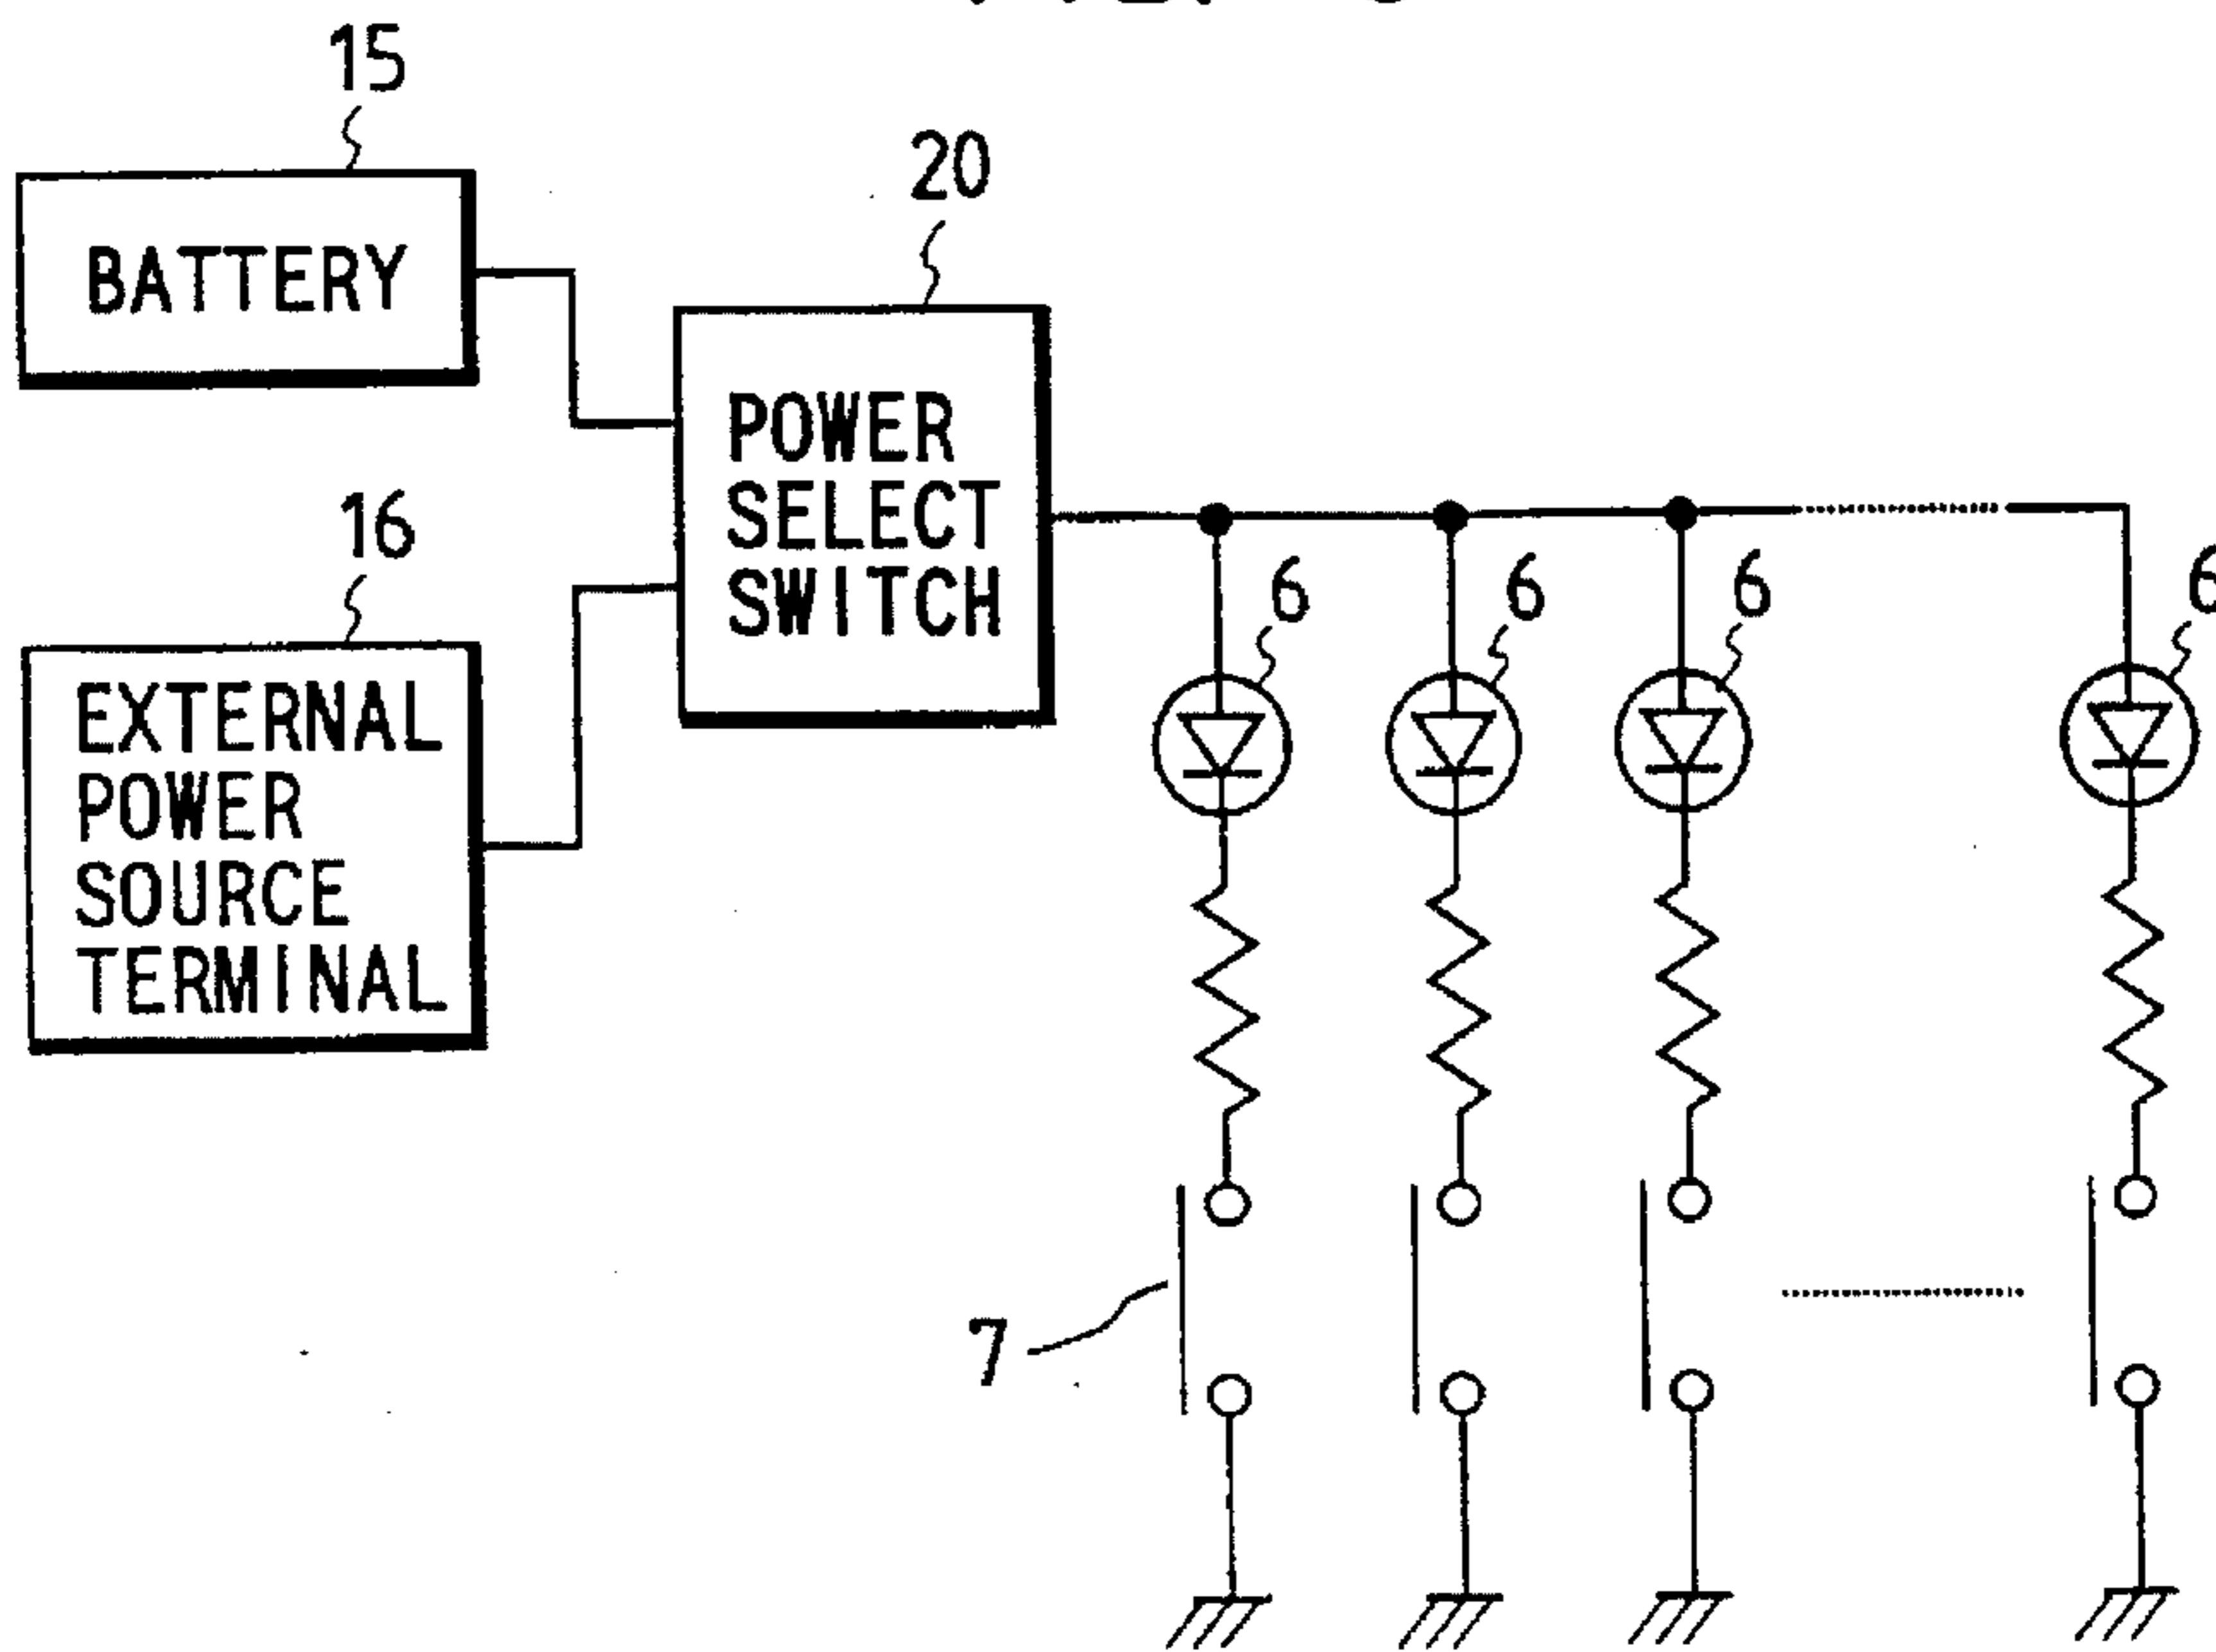 15
BATTERY
20
POWER
SELECT
SWITCH
16
EXTERNAL
POWER
SOURCE
TERMINAL
6
6
6
6
7